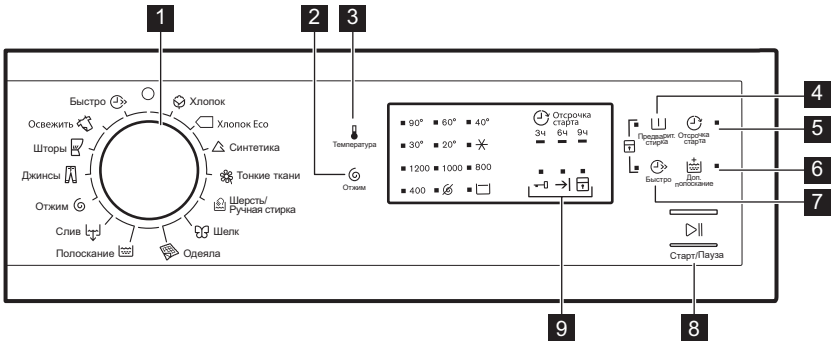 1
2
3
4
5
6
7
8
9
Быстро
Освежить
Шторы
Джинсы
Отжим
Слив
Полоскание
Хлопок
Хлопок Eco
Синтетика
Тонкие ткани
Шерсть/
Ручная стирка
Шелк
Одеяла
Температура
Отжим
90° 60° 40°
30° 20°
1200 1000 800
400
Отсрочка
старта
3ч 6ч 9ч
Предварит.
стирка
Отсрочка
старта
Быстро
Доп.
полоскание
Старт/Пауза